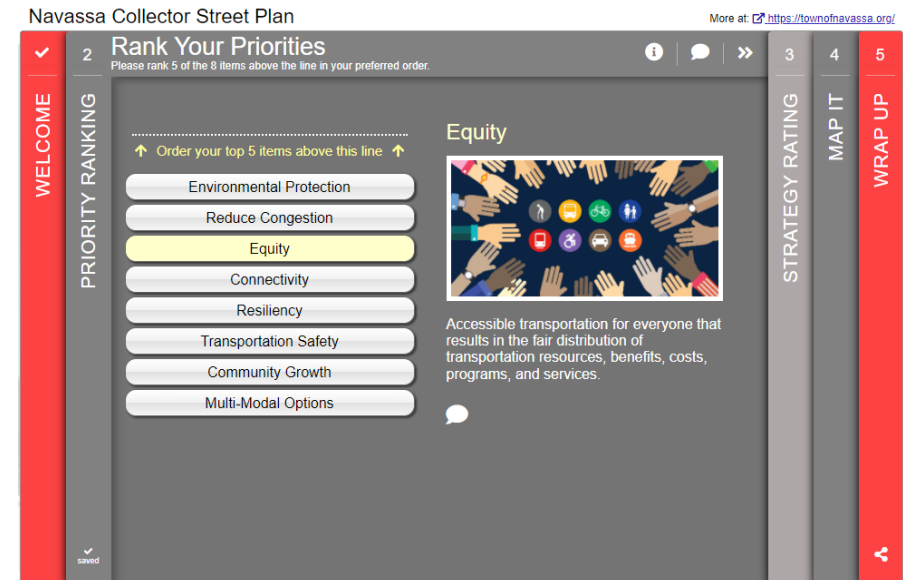 Navassa Collector Street Plan
More at: https://townofnavassa.org/
WELCOME
2
PRIORITY RANKING
saved
Rank Your Priorities
Please rank 5 of the 8 items above the line in your preferred order.
Order your top 5 items above this line
Environmental Protection
Reduce Congestion
Equity
Connectivity
Resiliency
Transportation Safety
Community Growth
Multi-Modal Options
Equity
Accessible transportation for everyone that
results in the fair distribution of
transportation resources, benefits, costs,
programs, and services.
3
STRATEGY RATING
4
MAP IT
5
WRAP UP